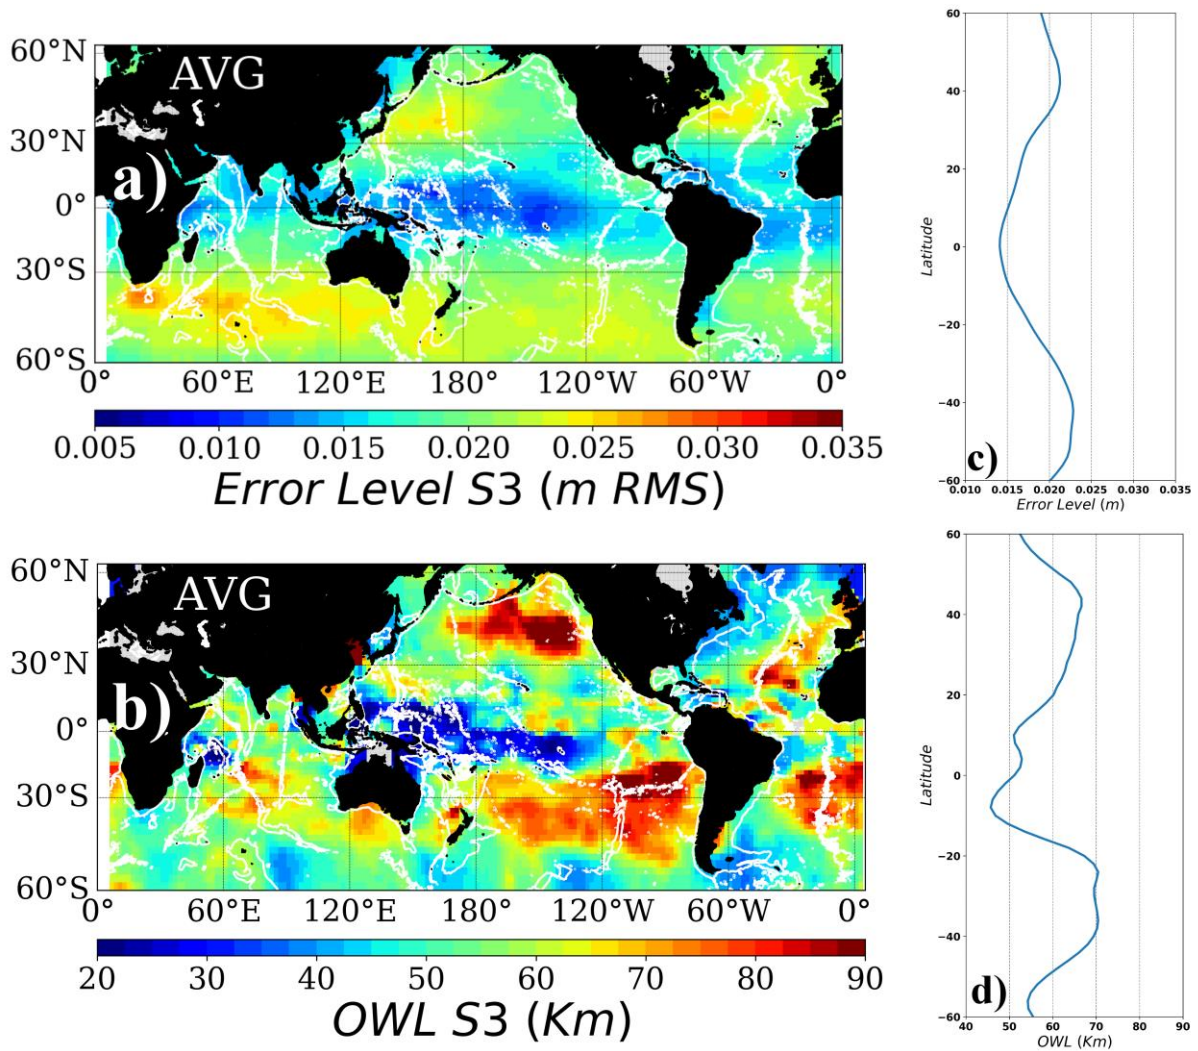 60°N
30°N
0°
30°S
60°S
AVG
a)
0° 60°E 120°E 180° 120°W 60°W 0°
0.005 0.010 0.015 0.020 0.025 0.030 0.035
Error Level S3 (m RMS)
60
40
20
0
−20
−40
−60
Latitude
c)
0.010 0.015 0.020 0.025 0.030 0.035
Error Level (m)
60°N
30°N
0°
30°S
60°S
AVG
b)
0° 60°E 120°E 180° 120°W 60°W 0°
20 30 40 50 60 70 80 90
OWL S3 (Km)
60
40
20
0
−20
−40
−60
Latitude
d)
40 50 60 70 80 90
OWL (Km)